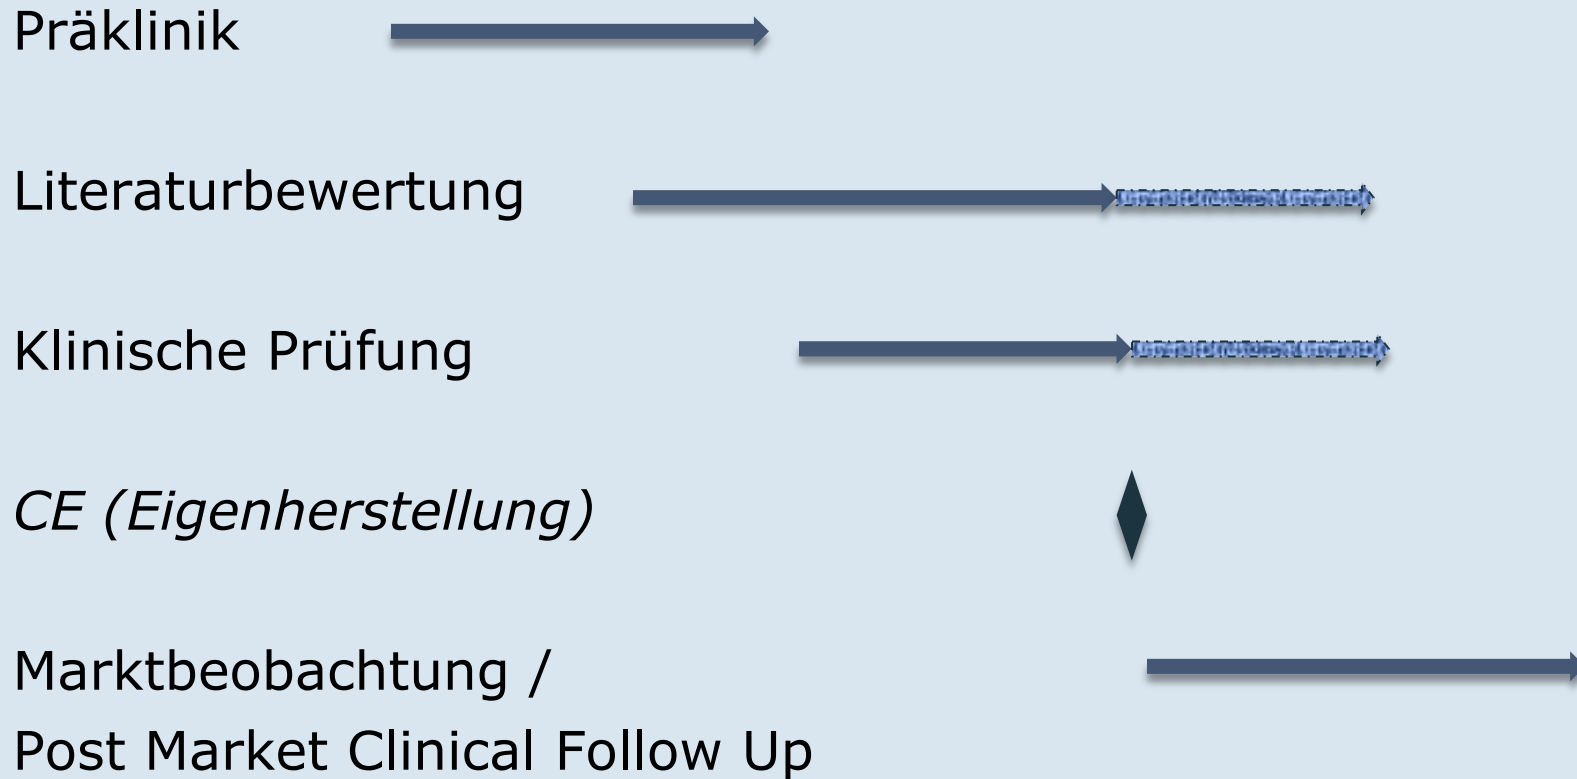 Präklinik
Literaturbewertung
Klinische Prüfung
CE (Eigenherstellung)
Marktbeobachtung /
Post Market Clinical Follow Up